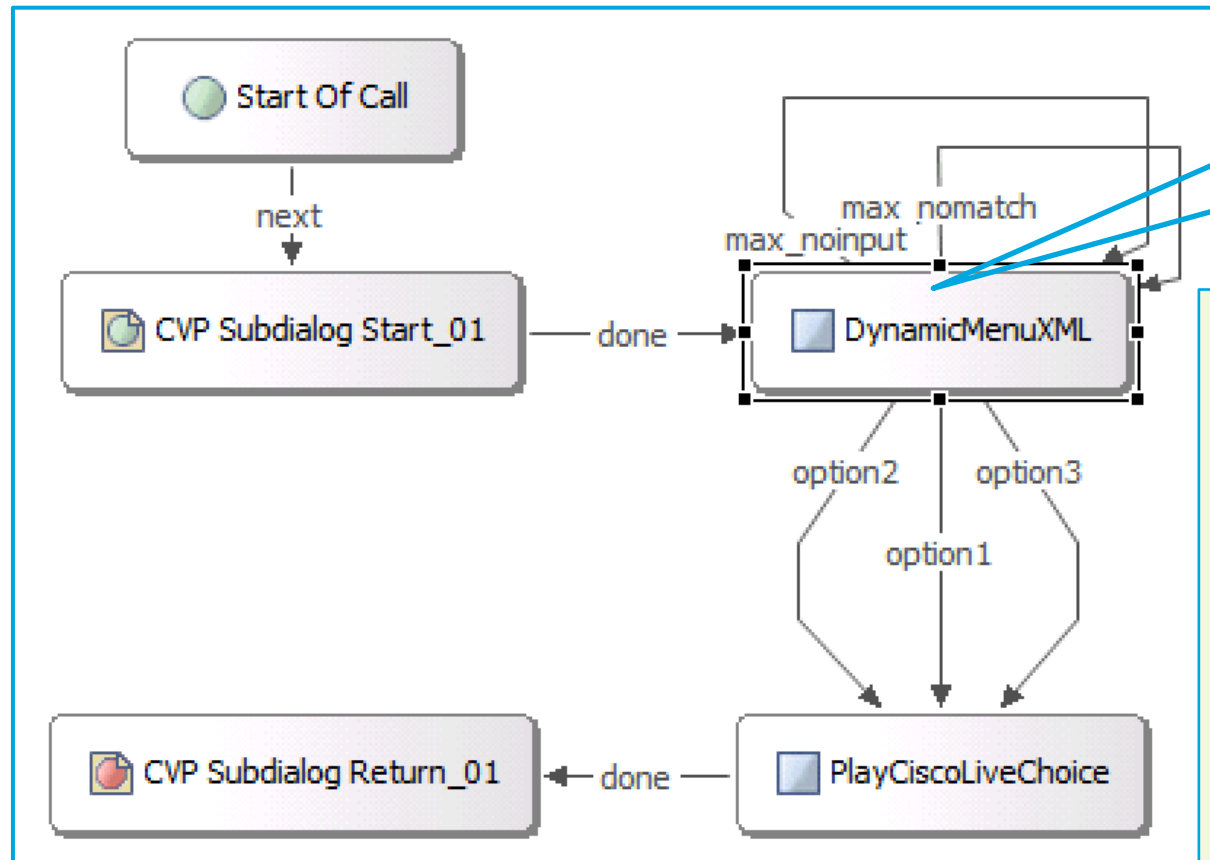 Start Of Call
next
max_nomatch
max_noinput
CVP Subdialog Start_01
done
DynamicMenuXML
option2
option3
option1
CVP Subdialog Return_01
done
PlayCiscoLiveChoice